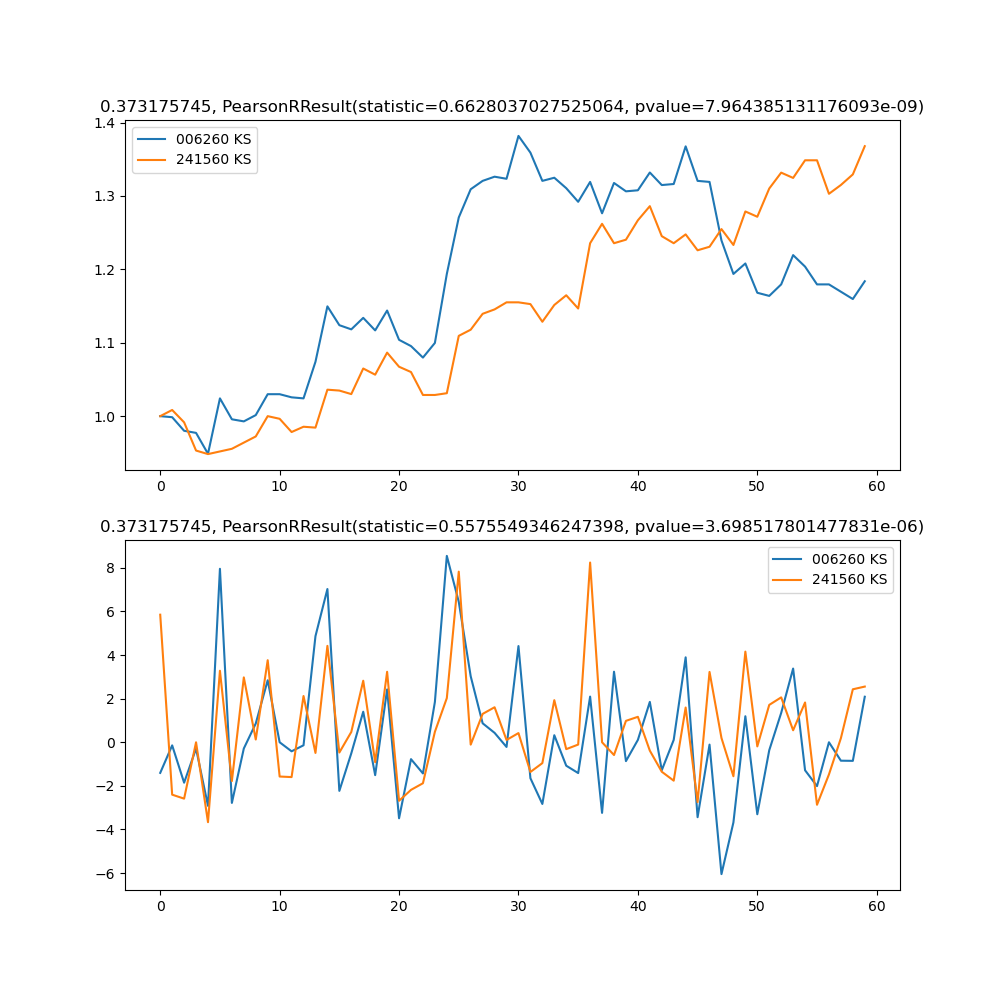 0.373175745, PearsonRResult(statistic=0.6628037027525064, pvalue=7.964385131176093e-09)
1.4
006260 KS
241560 KS
1.3
1.2
1.1
1.0
0 10 20 30 40 50 60
0.373175745, PearsonRResult(statistic=0.5575549346247398, pvalue=3.698517801477831e-06)
006260 KS
241560 KS
8
6
4
2
0
−2
−4
−6
0 10 20 30 40 50 60